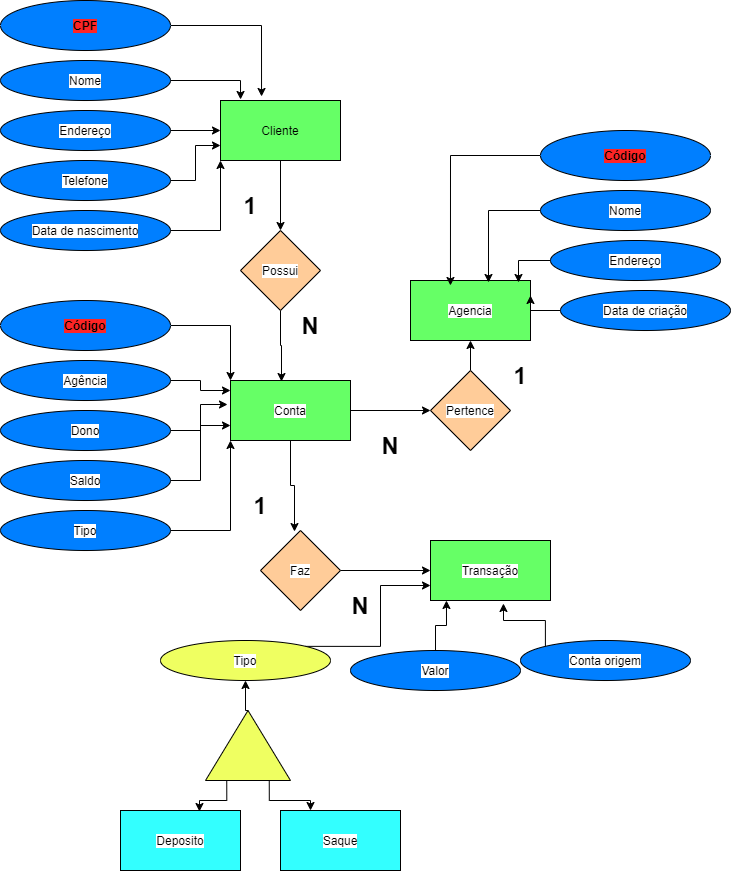 CPF
Nome
Endereço
Cliente
Telefone
Data de nascimento
1
Possui
N
Código
Nome
Endereço
Data de criação
Agencia
1
Código
Agência
Dono
Saldo
Tipo
Conta
N
Pertence
1
Faz
N
Transação
Tipo
Valor
Conta origem
Deposito
Saque